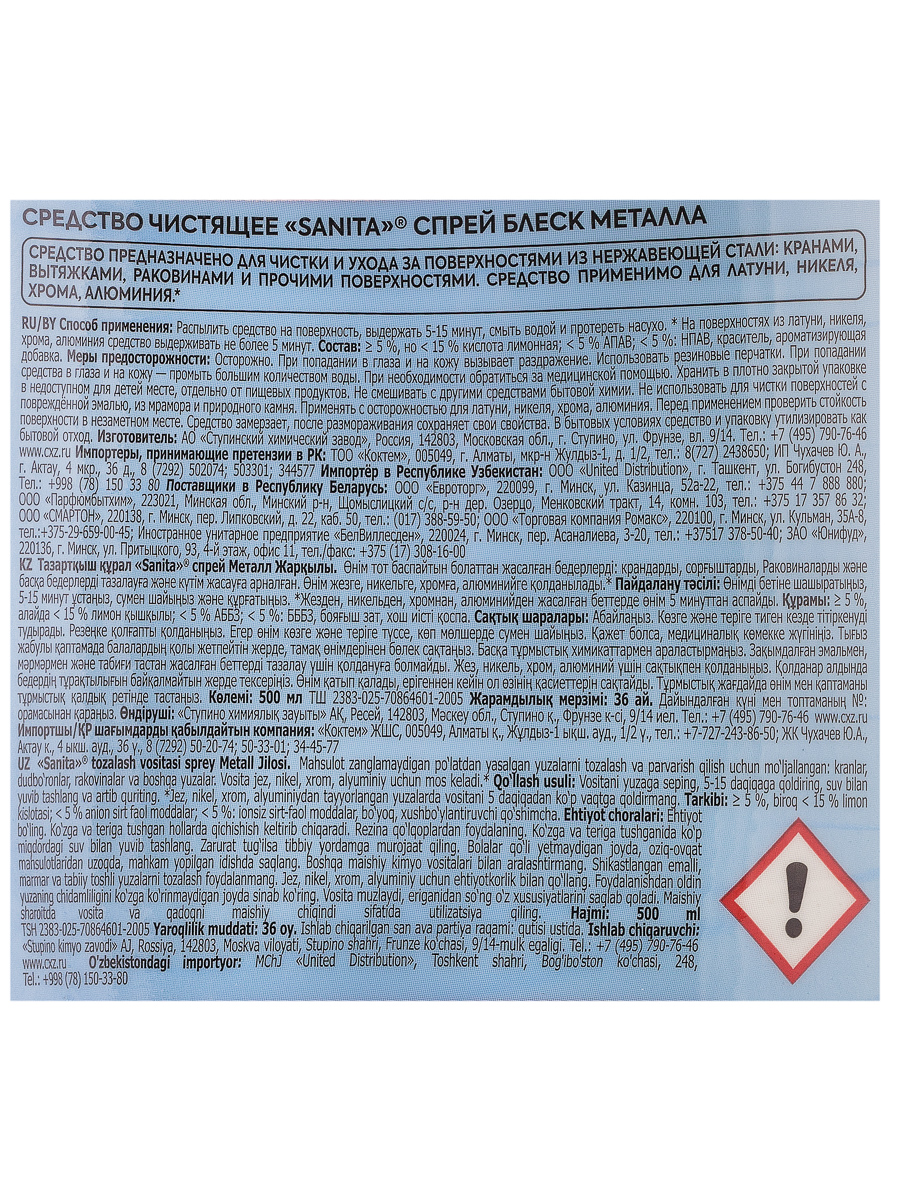 СРЕДСТВО ЧИСТЯЩЕЕ «SANITA»® СПРЕЙ БЛЕСК МЕТАЛЛА
СРЕДСТВО ПРЕДНАЗНАЧЕНО ДЛЯ ЧИСТКИ И УХОДА ЗА ПОВЕРХНОСТЯМИ ИЗ НЕРЖАВЕЮЩЕЙ СТАЛИ: КРАНАМИ,
ВЫТЯЖКАМИ, РАКОВИНАМИ И ПРОЧИМИ ПОВЕРХНОСТЯМИ. СРЕДСТВО ПРИМЕНИМО ДЛЯ ЛАТУНИ, НИКЕЛЯ,
ХРОМА, АЛЮМИНИЯ.*
RU/BY Способ применения: Распылить средство на поверхность, выдержать 5-15 минут, смыть водой и протереть насухо. * На поверхностях из латуни, никеля,
хрома, алюминия средство выдерживать не более 5 минут. Состав: ≥ 5 %, но < 15 % кислота лимонная; < 5 % АПАВ; < 5 %: НПАВ, краситель, ароматизирующая
добавка. Меры предосторожности: Осторожно. При попадании в глаза и на кожу вызывает раздражение. Использовать резиновые перчатки. При попадании
средства в глаза и на кожу — промыть большим количеством воды. При необходимости обратиться за медицинской помощью. Хранить в плотно закрытой упаковке
в недоступном для детей месте, отдельно от пищевых продуктов. Не смешивать с другими средствами бытовой химии. Не использовать для чистки поверхностей с
повреждённой эмалью, из мрамора и природного камня. Применять с осторожностью для латуни, никеля, хрома, алюминия. Перед применением проверить стойкость
поверхности в незаметном месте. Средство замерзает, после размораживания сохраняет свои свойства. В бытовых условиях средство и упаковку утилизировать как
бытовой отход. Изготовитель: АО «Ступинский химический завод», Россия, 142803, Московская обл., г. Ступино, ул. Фрунзе, вл. 9/14. Тел.: +7 (495) 790-76-46
www.cxz.ru Импортеры, принимающие претензии в РК: ТОО «Коктем», 005049, г. Алматы, мкр-н Жулдыз-1, д. 1/2, тел.: 8(727) 2438650; ИП Чухачев Ю. А.,
г. Актау, 4 мкр., 36 д., 8 (7292) 502074; 503301; 344577 Импортёр в Республике Узбекистан: ООО «United Distribution», г. Ташкент, ул. Богибустон 248,
Тел.: +998 (78) 150 33 80 Поставщики в Республику Беларусь: ООО «Евроторг», 220099, г. Минск, ул. Казинца, 52а-22, тел.: +375 44 7 888 880;
ООО «Парфюмбытхим», 223021, Минская обл., Минский р-н, Щомыслицкий с/с, р-н дер. Озерцо, Менковский тракт, 14, комн. 103, тел.: +375 17 357 86 32;
ООО «СМАРТОН», 220138, г. Минск, пер. Липковский, д. 22, каб. 50, тел.: (017) 388-59-50; ООО «Торговая компания Ромакс», 220100, г. Минск, ул. Кульман, 35А-8,
тел.:+375-29-659-00-45; Иностранное унитарное предприятие «БелВиллесден», 220024, г. Минск, пер. Асаналиева, 3-20, тел.: +37517 378-50-40; ЗАО «Юнифуд»,
220136, г. Минск, ул. Притыцкого, 93, 4-й этаж, офис 11, тел./факс: +375 (17) 308-16-00
KZ Тазартқыш құрал «Sanita»® спрей Металл Жарқылы. Өнім тот баспайтын болаттан жасалған бедерлерді: крандарды, сорғыштарды, Раковиналарды және
басқа бедерлерді тазалауға және күтім жасауға арналған. Өнім жезге, никельге, хромға, алюминийге қолданылады.* Пайдалану тәсілі: Өнімді бетіне шашыратыңыз,
5-15 минут ұстаңыз, сумен шайыңыз және құрғатыңыз. *Жезден, никельден, хромнан, алюминийден жасалған беттерде өнім 5 минуттан аспайды. Құрамы: ≥ 5 %,
алайда < 15 % лимон қышқылы; < 5 % АББЗ; < 5 %: БББЗ, бояғыш зат, хош иісті қоспа. Сақтық шаралары: Абайлаңыз. Көзге және теріге тиген кезде тітіркенуді
тудырады. Резеңке қолғапты қолданыңыз. Егер өнім көзге және теріге түссе, көп мөлшерде сумен шайыңыз. Қажет болса, медициналық көмекке жүгініңіз. Тығыз
жабулы қаптамада балалардың қолы жетпейтін жерде, тамақ өнімдерінен бөлек сақтаңыз. Басқа тұрмыстық химикаттармен араластырмаңыз. Зақымдалған эмальмен,
мәрмәрмен және табиғи тастан жасалған беттерді тазалау үшін қолдануға болмайды. Жез, никель, хром, алюминий үшін сақтықпен қолданыңыз. Қолданар алдында
бедердің тұрақтылығын байқалмайтын жерде тексеріңіз. Өнім қатып қалады, ерігеннен кейін ол өзінің қасиеттерін сақтайды. Тұрмыстық жағдайда өнім мен қаптаманы
тұрмыстық қалдық ретінде тастаңыз. Көлемі: 500 мл ТШ 2383-025-70864601-2005 Жарамдылық мерзімі: 36 ай. Дайындалған күні мен топтаманың №:
орамасынан қараңыз. Өндіруші: «Ступино химиялық зауыты» АҚ, Ресей, 142803, Мәскеу обл., Ступино қ., Фрунзе к-сі, 9/14 иел. Тел.: +7 (495) 790-76-46 www.cxz.ru
Импортшы/ҚР шағымдарды қабылдайтын компания: «Коктем» ЖШС, 005049, Алматы қ., Жұлдыз-1 ықш. ауд., 1/2 ү., тел.: +7-727-243-86-50; ЖК Чухачев Ю.А.,
Актау қ., 4 ықш. ауд., 36 ү., 8 (7292) 50-20-74; 50-33-01; 34-45-77
UZ «Sanita»® tozalash vositasi sprey Metall Jilosi. Mahsulot zanglamaydigan po'latdan yasalgan yuzalarni tozalash va parvarish qilish uchun mo'ljallangan: kranlar,
dudbo'ronlar, rakovinalar va boshqa yuzalar. Vosita jez, nikel, xrom, alyuminiy uchun mos keladi.* Qo'llash usuli: Vositani yuzaga seping, 5-15 daqiqaga qoldiring, suv bilan
yuvib tashlang va artib quriting. *Jez, nikel, xrom, alyuminiydan tayyorlangan yuzalarda vositani 5 daqiqadan ko'p vaqtga qoldirmang. Tarkibi: ≥ 5 %, biroq < 15 % limon
kislotasi; < 5 % anion sirt-faol moddalar; < 5 %: ionsiz sirt-faol moddalar, bo'yoq, xushbo'ylantiruvchi qo'shimcha. Ehtiyot choralari: Ehtiyot
bo'ling. Ko'zga va teriga tushgan hollarda qichishish keltirib chiqaradi. Rezina qo'lqoplardan foydalaning. Ko'zga va teriga tushganida ko'p
miqdordagi suv bilan yuvib tashlang. Zarurat tug'ilsa tibbiy yordamga murojaat qiling. Bolalar qo'li yetmaydigan joyda, oziq-ovqat
mahsulotlaridan uzoqda, mahkam yopilgan idishda saqlang. Boshqa maishiy kimyo vositalari bilan aralashtirmang. Shikastlangan emalli,
marmar va tabiiy toshli yuzalarni tozalash foydalanmang. Jez, nikel, xrom, alyuminiy uchun ehtiyotkorlik bilan qo'llang. Foydalanishdan oldin
yuzaning chidamliligini ko'zga ko'rinmaydigan joyda sinab ko'ring. Vosita muzlaydi, eriganidan so'ng o'z xususiyatlarini saqlab qoladi. Maishiy
sharoitda vosita va qadoqni maishiy chiqindi sifatida utilizatsiya qiling. Hajmi: 500 ml
TSH 2383-025-70864601-2005 Yaroqlilik muddati: 36 oy. Ishlab chiqarilgan san ava partiya raqami: qutisi ustida. Ishlab chiqaruvchi:
«Stupino kimyo zavodi» AJ, Rossiya, 142803, Moskva viloyati, Stupino shahri, Frunze ko'chasi, 9/14-mulk egaligi. Tel.: +7 (495) 790-76-46
www.cxz.ru O'zbekistondagi importyor: MChJ «United Distribution», Toshkent shahri, Bog'ibo'ston ko'chasi, 248,
Tel.: +998 (78) 150-33-80